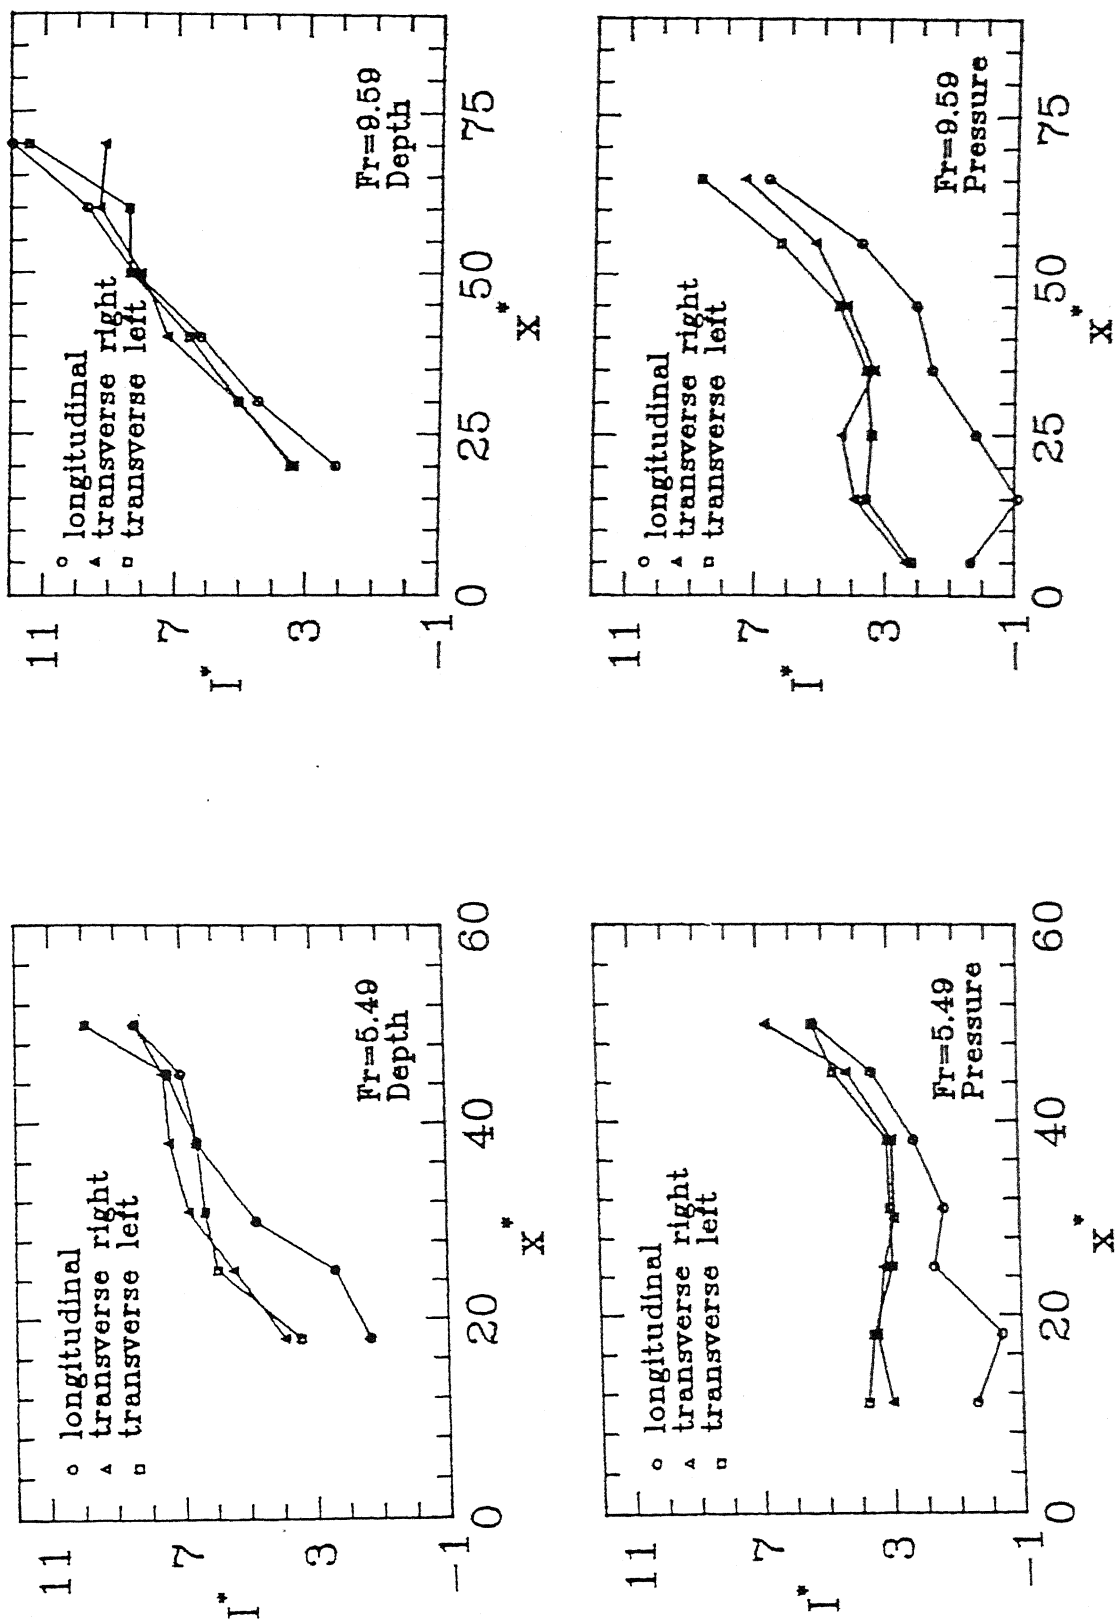 I*
11
7
3
-1
○ longitudinal
▲ transverse right
□ transverse left
Fr=5.49
Depth
0 20 40 60
X*
I*
11
7
3
-1
○ longitudinal
▲ transverse right
□ transverse left
Fr=9.59
Depth
0 25 50 75
X*
I*
11
7
3
-1
○ longitudinal
▲ transverse right
□ transverse left
Fr=5.49
Pressure
0 20 40 60
X*
I*
11
7
3
-1
○ longitudinal
▲ transverse right
□ transverse left
Fr=9.59
Pressure
0 25 50 75
X*